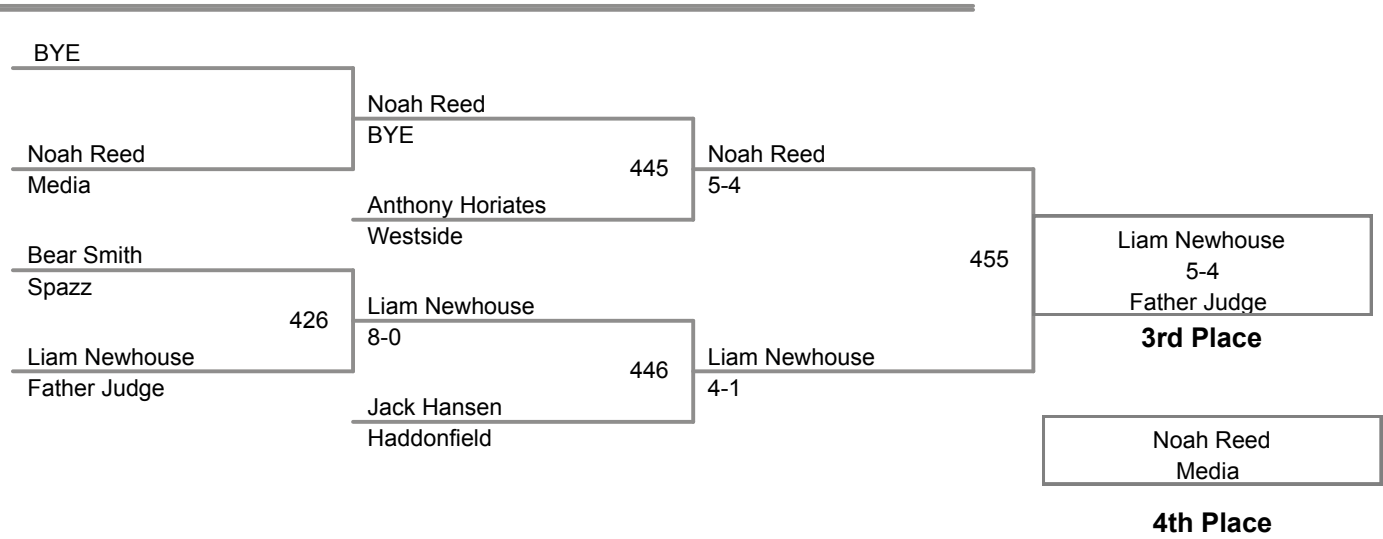 BYE
Noah Reed
BYE
Noah Reed
Media
445
Noah Reed
5-4
Anthony Horiates
Westside
Bear Smith
Spazz
455
Liam Newhouse
5-4
Father Judge
3rd Place
426
Liam Newhouse
8-0
Liam Newhouse
Father Judge
446
Liam Newhouse
4-1
Jack Hansen
Haddonfield
Noah Reed
Media
4th Place